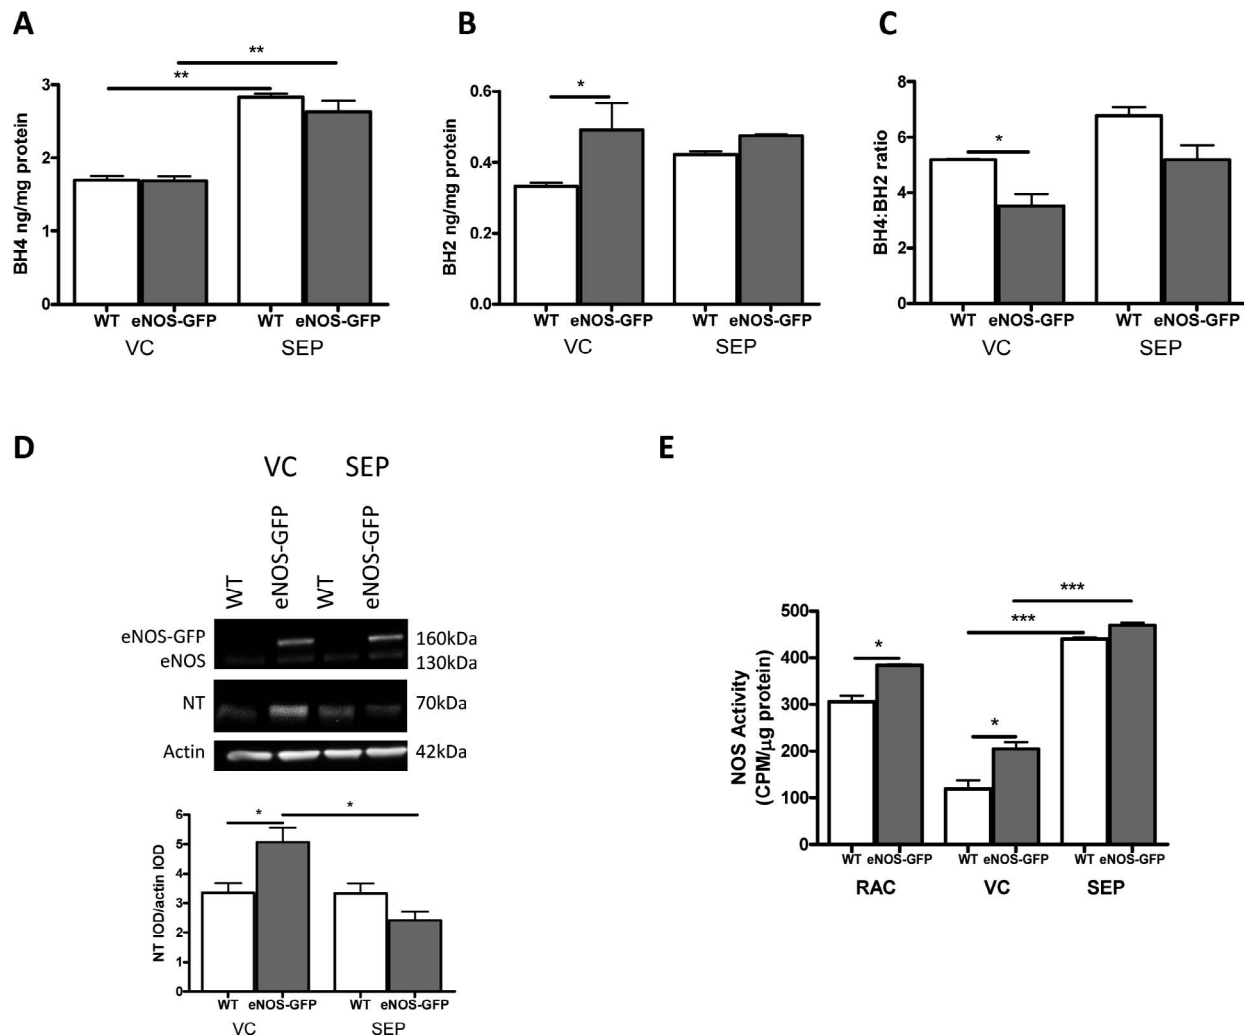 A
**
**
3
2
1
0
BH4 ng/mg protein
WT eNOS-GFP WT eNOS-GFP
VC SEP
B
*
0.6
0.4
0.2
0.0
BH2 ng/mg protein
WT eNOS-GFP WT eNOS-GFP
VC SEP
C
8
6
4
2
0
*
BH4:BH2 ratio
WT eNOS-GFP WT eNOS-GFP
VC SEP
D
VC SEP
WT eNOS-GFP WT eNOS-GFP
eNOS-GFP 160kDa
eNOS 130kDa
NT 70kDa
Actin 42kDa
6
5
4
3
2
1
0
* *
NT IOD/actin IOD
WT eNOS-GFP WT eNOS-GFP
VC SEP
E
***
***
*
*
500
400
300
200
100
0
NOS Activity
(CPM/µg protein)
WT eNOS-GFP WT eNOS-GFP WT eNOS-GFP
RAC VC SEP